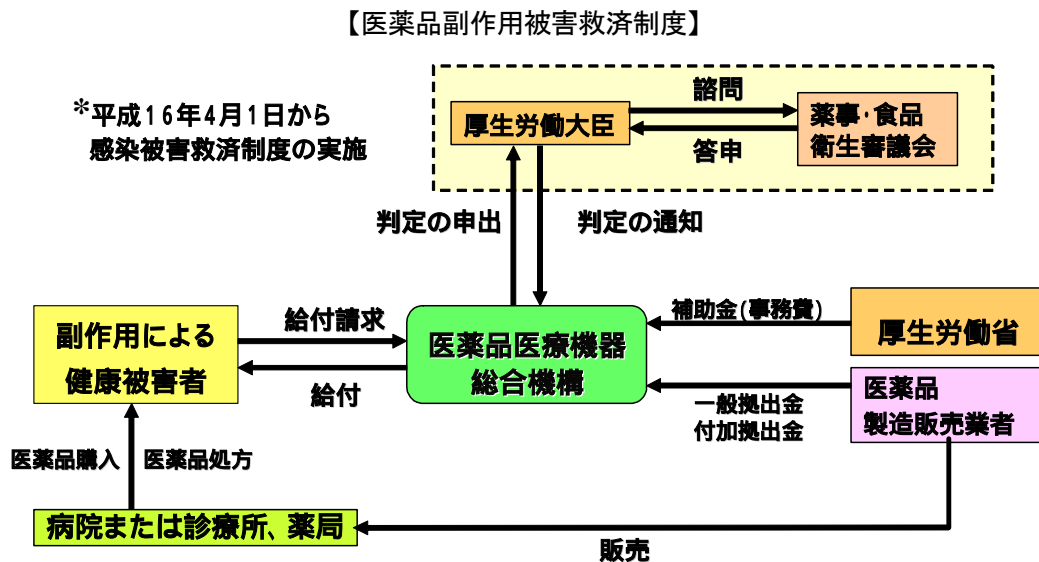 【医薬品副作用被害救済制度】
*平成16年4月1日から
感染被害救済制度の実施
厚生労働大臣
諮問
答申
薬事・食品
衛生審議会
判定の申出
判定の通知
副作用による
健康被害者
給付請求
給付
医薬品医療機器
総合機構
補助金(事務費)
厚生労働省
一般拠出金
付加拠出金
医薬品
製造販売業者
医薬品購入
医薬品処方
病院または診療所、薬局
販売